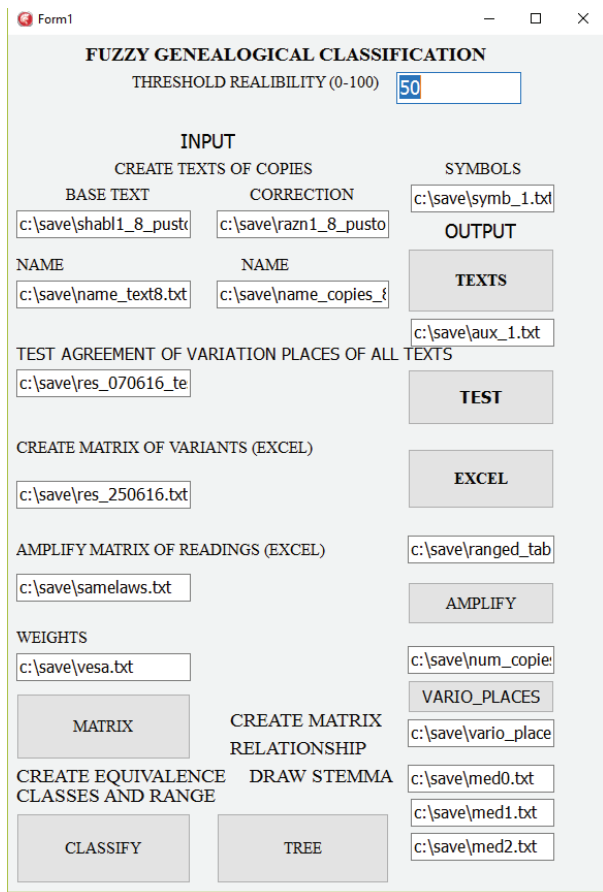 Form1
FUZZY GENEALOGICAL CLASSIFICATION
THRESHOLD REALIBILITY (0-100) 50
INPUT
CREATE TEXTS OF COPIES SYMBOLS
BASE TEXT CORRECTION c:\save\symb_1.txt
c:\save\shabl1_8_pusto c:\save\razn1_8_pusto OUTPUT
NAME NAME TEXTS
c:\save\name_text8.txt c:\save\name_copies_8
c:\save\aux_1.txt
TEST AGREEMENT OF VARIATION PLACES OF ALL TEXTS
c:\save\res_070616_te TEST
CREATE MATRIX OF VARIANTS (EXCEL) EXCEL
c:\save\res_250616.txt
AMPLIFY MATRIX OF READINGS (EXCEL) c:\save\ranged_tab
c:\save\samelaws.txt AMPLIFY
WEIGHTS
c:\save\vesa.txt c:\save\num_copies
VARIO_PLACES
MATRIX CREATE MATRIX c:\save\vario_place
RELATIONSHIP
CREATE EQUIVALENCE DRAW STEMMA c:\save\med0.txt
CLASSES AND RANGE c:\save\med1.txt
CLASSIFY TREE c:\save\med2.txt